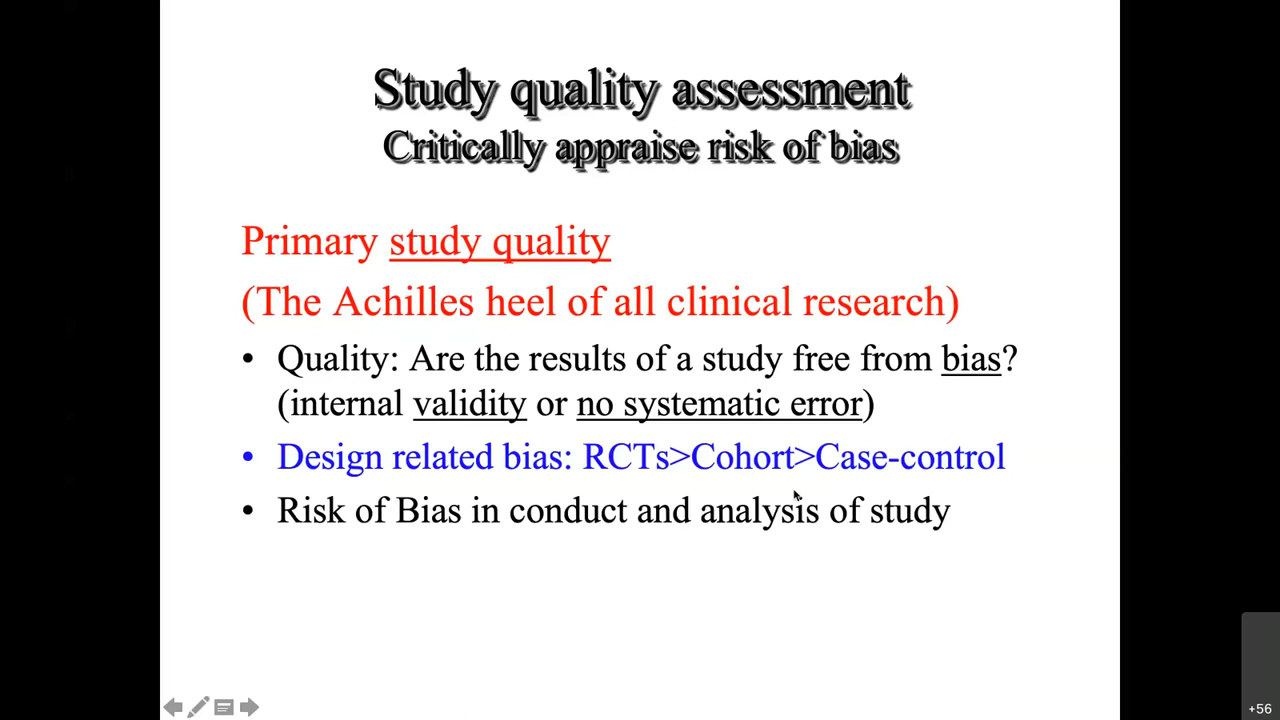 Study quality assessment
Critically appraise risk of bias
Primary study quality
(The Achilles heel of all clinical research)
• Quality: Are the results of a study free from bias?
(internal validity or no systematic error)
• Design related bias: RCTs>Cohort>Case-control
• Risk of Bias in conduct and analysis of study
+56